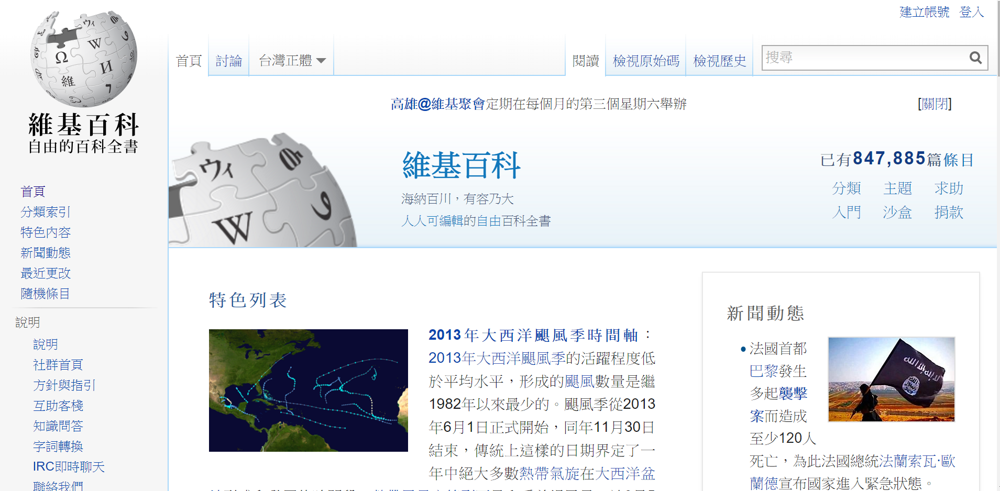 建立帳號 登入
維基百科
自由的百科全書
首頁 討論 台灣正體 閱讀 檢視原始碼 檢視歷史 搜尋
高雄@維基聚會定期在每個月的第三個星期六舉辦 [關閉]
維基百科
海納百川，有容乃大
人人可編輯的自由百科全書
已有847,885篇條目
分類 主題 求助
入門 沙盒 捐款
首頁
分類索引
特色內容
新聞動態
最近更改
隨機條目
說明
說明
社群首頁
方針與指引
互助客棧
知識問答
字詞轉換
IRC即時聊天
聯絡我們
特色列表
2013年大西洋颶風季時間軸：
2013年大西洋颶風季的活躍程度低
於平均水平，形成的颶風數量是繼
1982年以來最少的。颶風季從2013
年6月1日正式開始，同年11月30日
結束，傳統上這樣的日期界定了一
年中絕大多數熱帶氣旋在大西洋盆
新聞動態
法國首都
巴黎發生
多起襲擊
案而造成
至少120人
死亡，為此法國總統法蘭索瓦·歐
蘭德宣布國家進入緊急狀態。